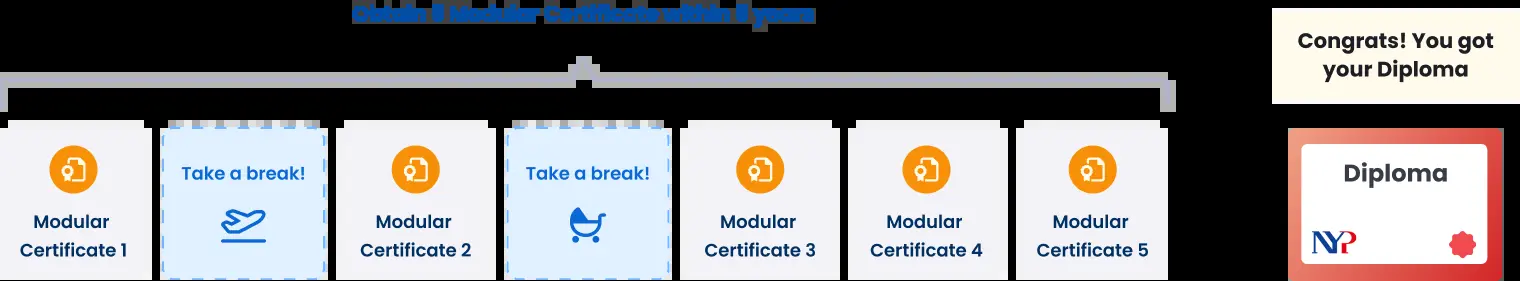 Obtain 5 Modular Certificate within 5 years
Congrats! You got
your Diploma
Modular
Certificate 1
Take a break!
Modular
Certificate 2
Take a break!
Modular
Certificate 3
Modular
Certificate 4
Modular
Certificate 5
Diploma
NYP